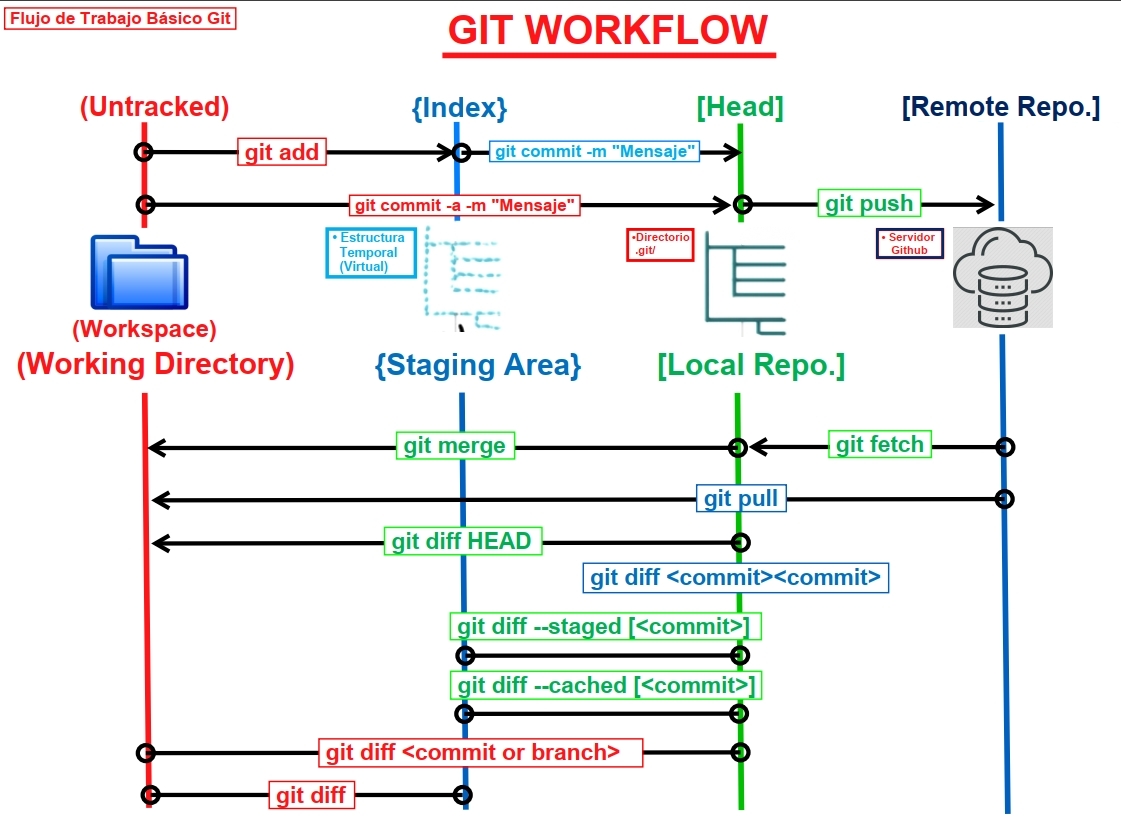 Flujo de Trabajo Básico Git
GIT WORKFLOW
(Untracked)
{Index}
[Head]
[Remote Repo.]
git add
git commit -m "Mensaje"
git commit -a -m "Mensaje"
git push
• Estructura
Temporal
(Virtual)
•Directorio
.git/
• Servidor
Github
(Workspace)
(Working Directory)
{Staging Area}
[Local Repo.]
git merge
git fetch
git pull
git diff HEAD
git diff <commit><commit>
git diff --staged [<commit>]
git diff --cached [<commit>]
git diff <commit or branch>
git diff